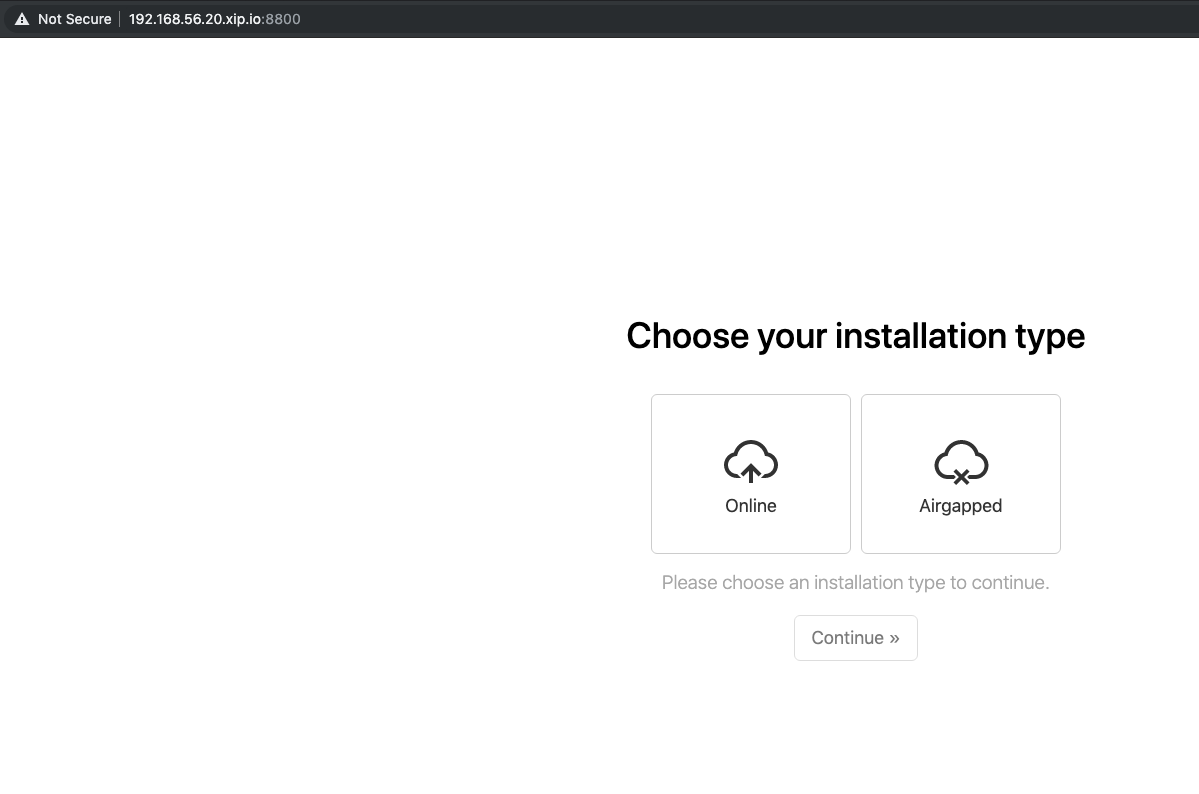 Not Secure 192.168.56.20.xip.io:8800
Choose your installation type
Online Airgapped
Please choose an installation type to continue.
Continue »